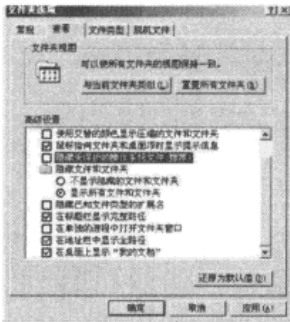 文件夹选项
常规 查看 文件类型 脱机文件
文件夹视图
可以使所有文件夹的视图保持一致。
与当前文件夹类似(L) 重置所有文件夹(R)
高级设置
使用交替的颜色显示压缩的文件和文件夹
鼠标指向文件夹和桌面项时显示提示信息
隐藏受保护的操作系统文件(推荐)
隐藏文件和文件夹
不显示隐藏的文件和文件夹
显示所有文件和文件夹
隐藏已知文件类型的扩展名
在标题栏显示完整路径
在单独的进程中打开文件夹窗口
在地址栏中显示全路径
在桌面上显示“我的文档”
还原为默认值(D)
确定 取消 应用(A)